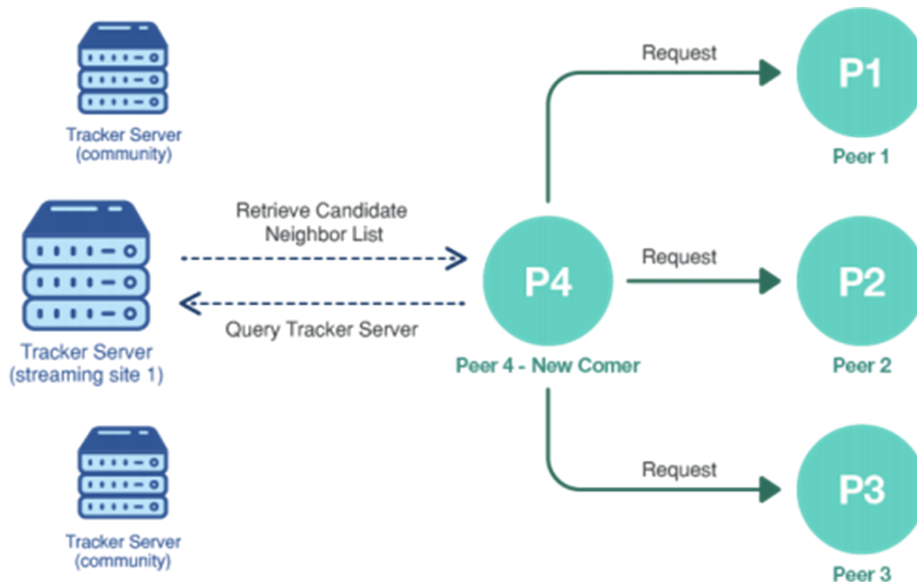 Tracker Server
(community)
Tracker Server
(streaming site 1)
Tracker Server
(community)
Retrieve Candidate
Neighbor List
Query Tracker Server
P4
Peer 4 - New Comer
Request
P1
Peer 1
Request
P2
Peer 2
Request
P3
Peer 3